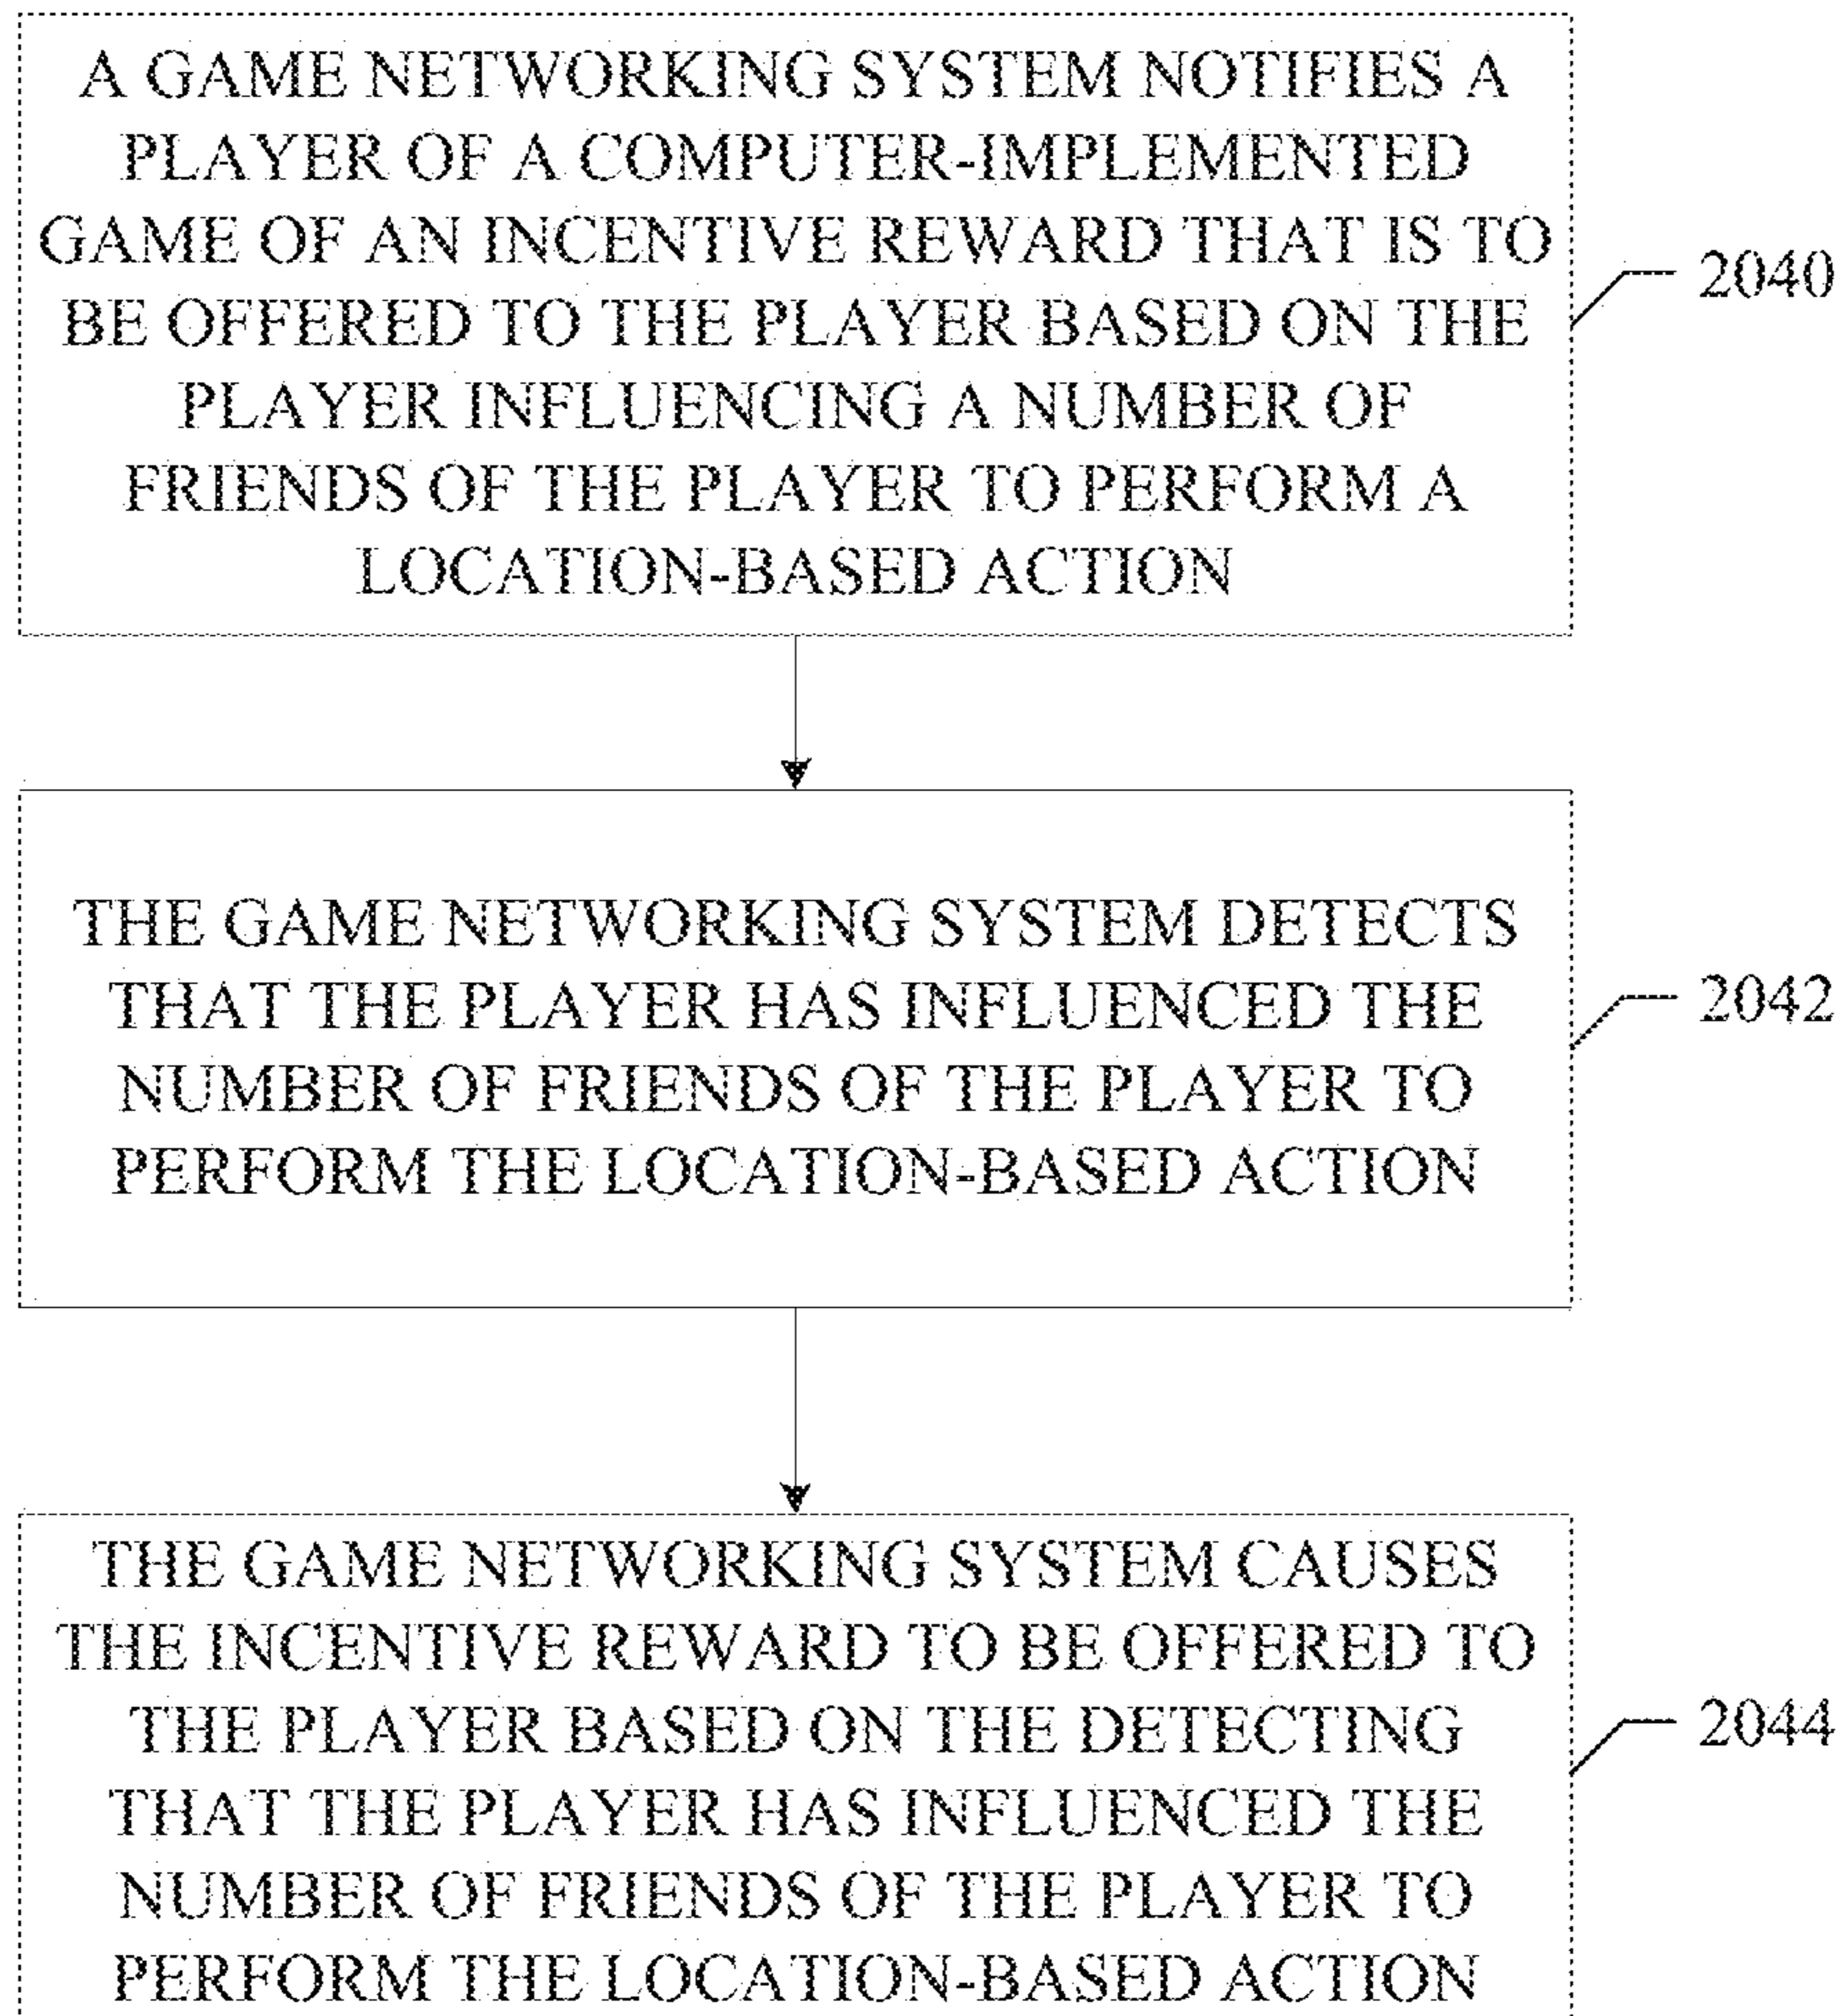 A GAME NETWORKING SYSTEM NOTIFIES A
PLAYER OF A COMPUTER-IMPLEMENTED
GAME OF AN INCENTIVE REWARD THAT IS TO
BE OFFERED TO THE PLAYER BASED ON THE
PLAYER INFLUENCING A NUMBER OF
FRIENDS OF THE PLAYER TO PERFORM A
LOCATION-BASED ACTION
2040
THE GAME NETWORKING SYSTEM DETECTS
THAT THE PLAYER HAS INFLUENCED THE
NUMBER OF FRIENDS OF THE PLAYER TO
PERFORM THE LOCATION-BASED ACTION
2042
THE GAME NETWORKING SYSTEM CAUSES
THE INCENTIVE REWARD TO BE OFFERED TO
THE PLAYER BASED ON THE DETECTING
THAT THE PLAYER HAS INFLUENCED THE
NUMBER OF FRIENDS OF THE PLAYER TO
PERFORM THE LOCATION-BASED ACTION
2044